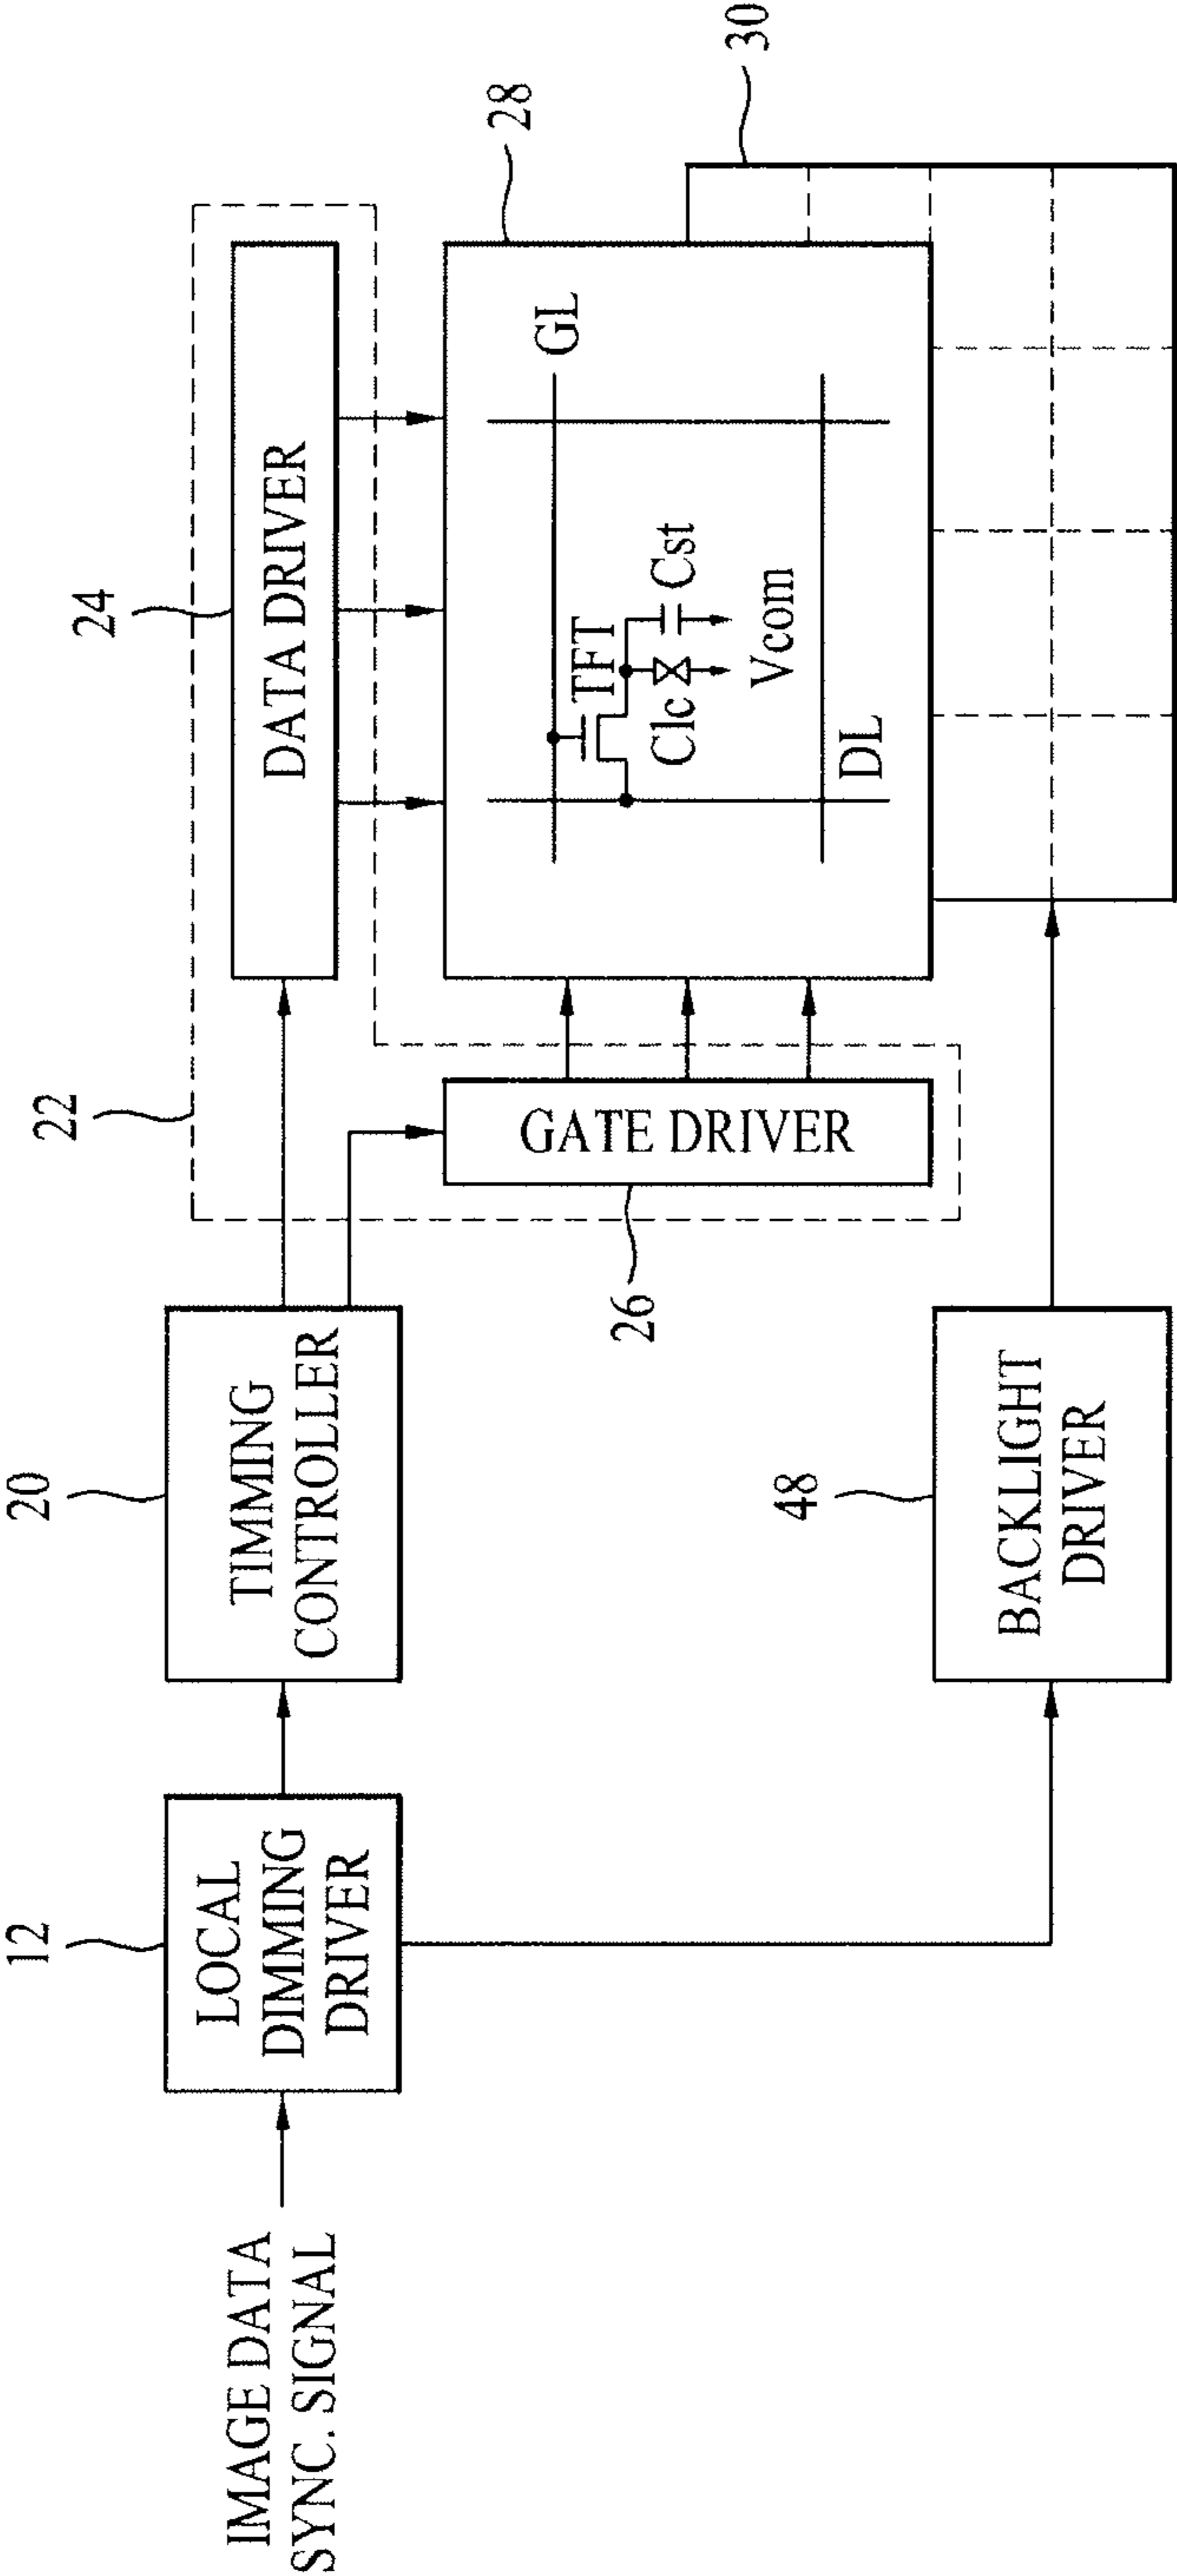 IMAGE DATA
SYNC. SIGNAL
12
LOCAL
DIMMING
DRIVER
20
TIMMING
CONTROLLER
22
24
DATA DRIVER
GATE DRIVER
26
28
GL
TFT
Clc
Cst
Vcom
DL
30
48
BACKLIGHT
DRIVER